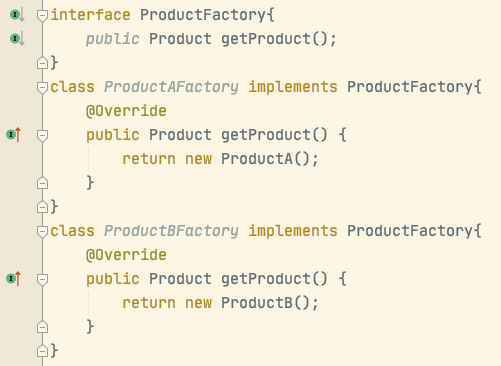 interface ProductFactory{
    public Product getProduct();
}
class ProductAFactory implements ProductFactory{
    @Override
    public Product getProduct() {
        return new ProductA();
    }
}
class ProductBFactory implements ProductFactory{
    @Override
    public Product getProduct() {
        return new ProductB();
    }
}